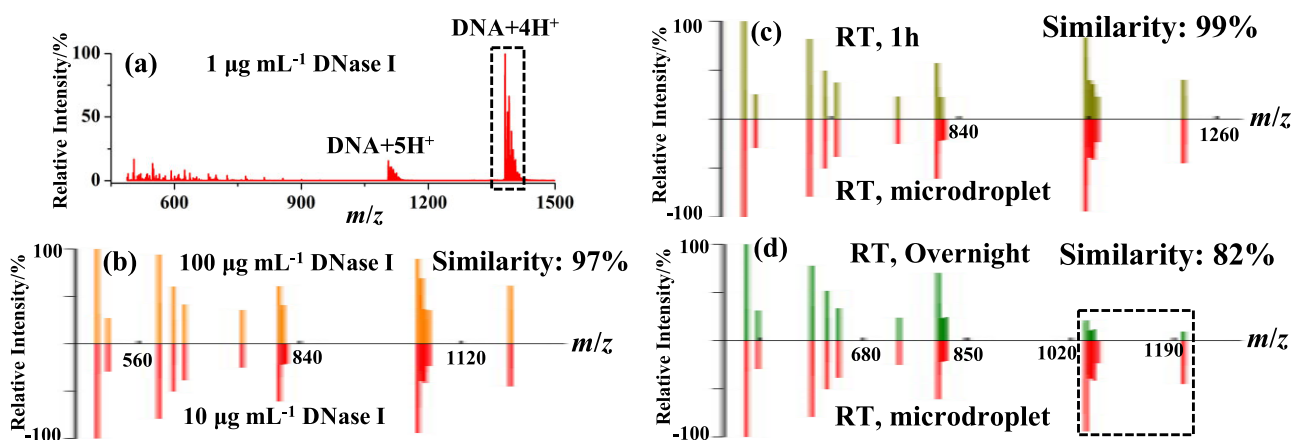 (a)
1 µg mL⁻¹ DNase I
DNA+4H⁺
DNA+5H⁺
Relative Intensity/%
100
50
0
600
900
1200
1500
m/z
(b)
100 µg mL⁻¹ DNase I
Similarity: 97%
Relative Intensity/%
100
-100
560
840
1120
m/z
10 µg mL⁻¹ DNase I
(c)
RT, 1h
Similarity: 99%
Relative Intensity/%
100
-100
840
1260
m/z
RT, microdroplet
(d)
RT, Overnight
Similarity: 82%
Relative Intensity/%
100
-100
680
850
1020
1190
m/z
RT, microdroplet